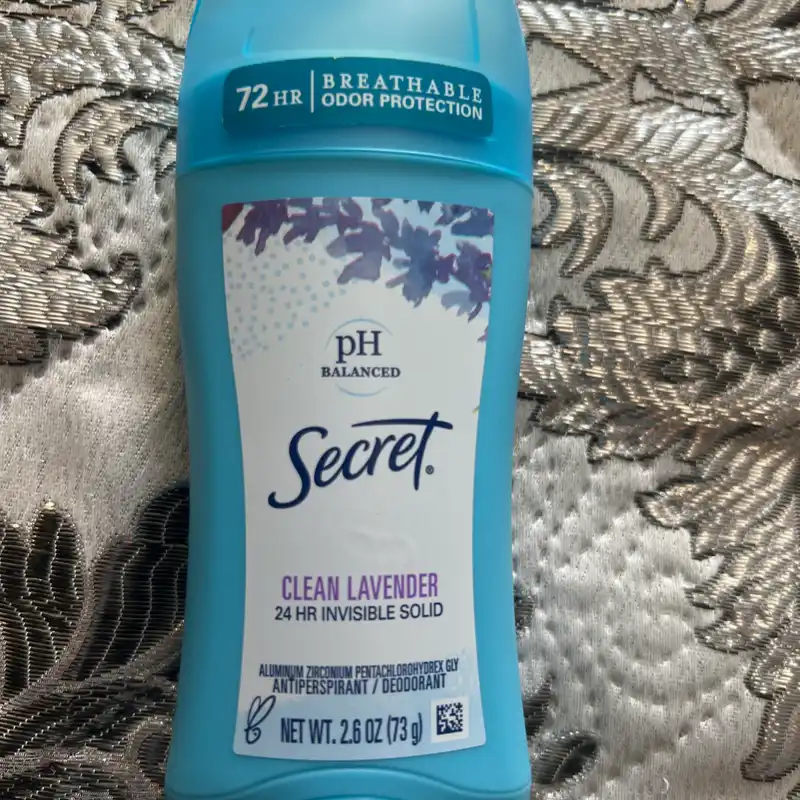 72 HR BREATHABLE
ODOR PROTECTION
pH
BALANCED
Secret®
CLEAN LAVENDER
24 HR INVISIBLE SOLID
ALUMINUM ZIRCONIUM PENTACHLOROHYDREX GLY
ANTIPERSPIRANT / DEODORANT
NET WT. 2.6 OZ (73 g)